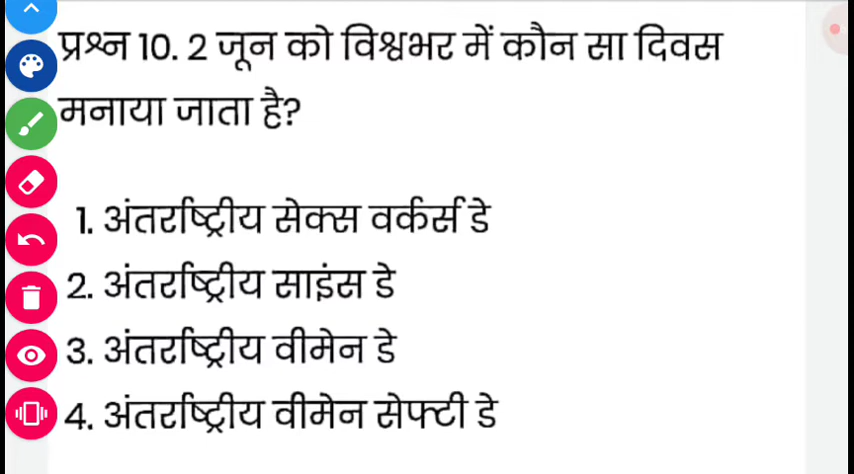 प्रश्न 10. 2 जून को विश्वभर में कौन सा दिवस
मनाया जाता है?
1. अंतर्राष्ट्रीय सेक्स वर्कर्स डे
2. अंतर्राष्ट्रीय साइंस डे
3. अंतर्राष्ट्रीय वीमेन डे
4. अंतर्राष्ट्रीय वीमेन सेफ्टी डे